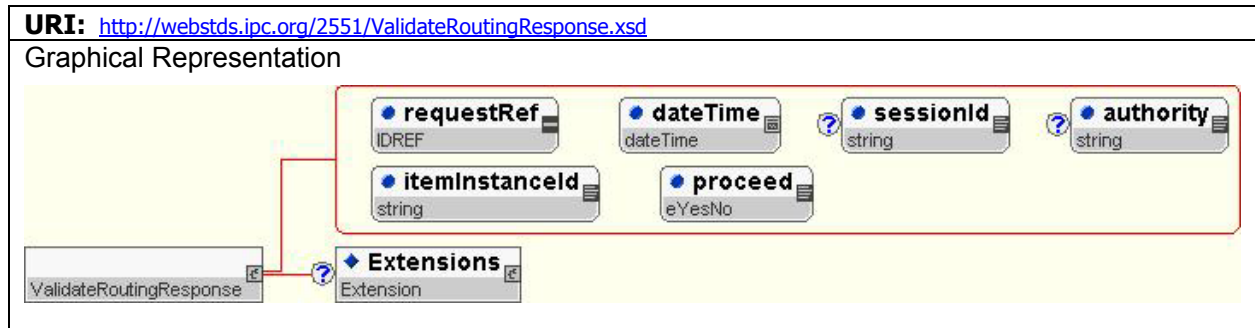 URI: http://webstds.ipc.org/2551/ValidateRoutingResponse.xsd
Graphical Representation
requestRef
IDREF
dateTime
dateTime
? sessionId
string
? authority
string
itemInstanceId
string
proceed
eYesNo
ValidateRoutingResponse
? Extensions
Extension